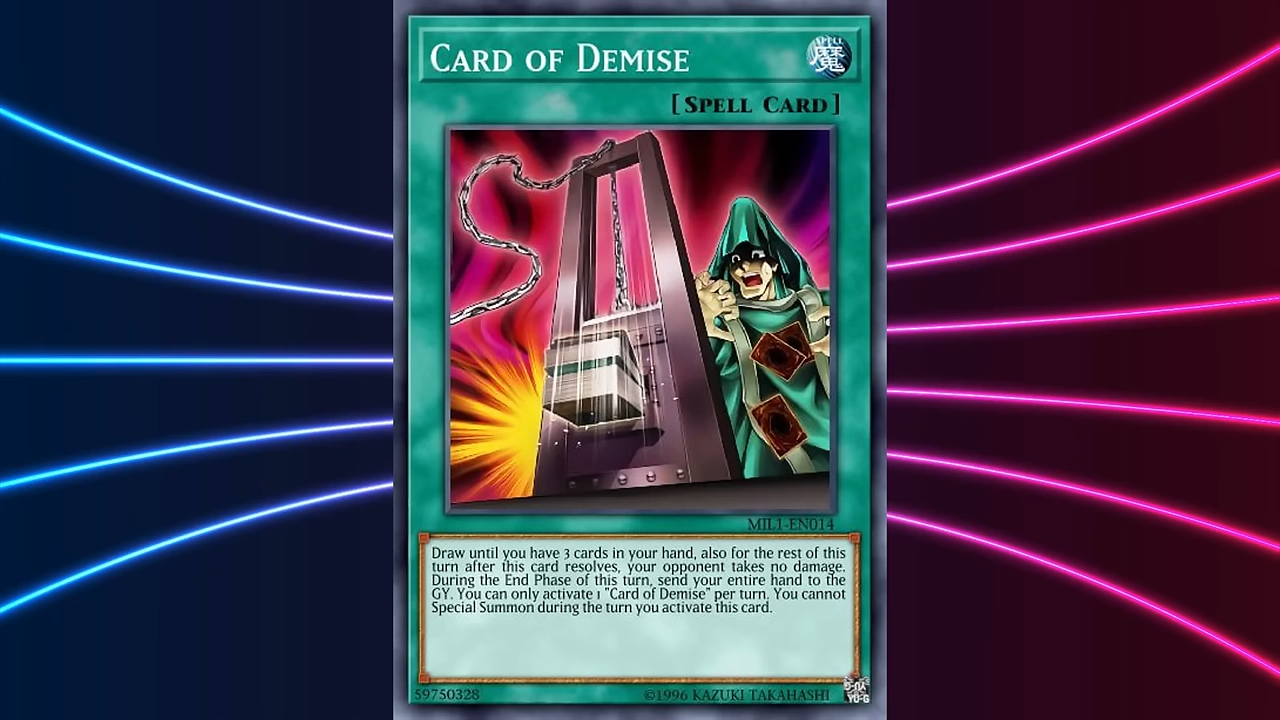 CARD OF DEMISE
SPELL
魔
[SPELL CARD]
MIL1-EN014
Draw until you have 3 cards in your hand, also for the rest of this
turn after this card resolves, your opponent takes no damage.
During the End Phase of this turn, send your entire hand to the
GY. You can only activate 1 "Card of Demise" per turn. You cannot
Special Summon during the turn you activate this card.
59750328
©1996 KAZUKI TAKAHASHI